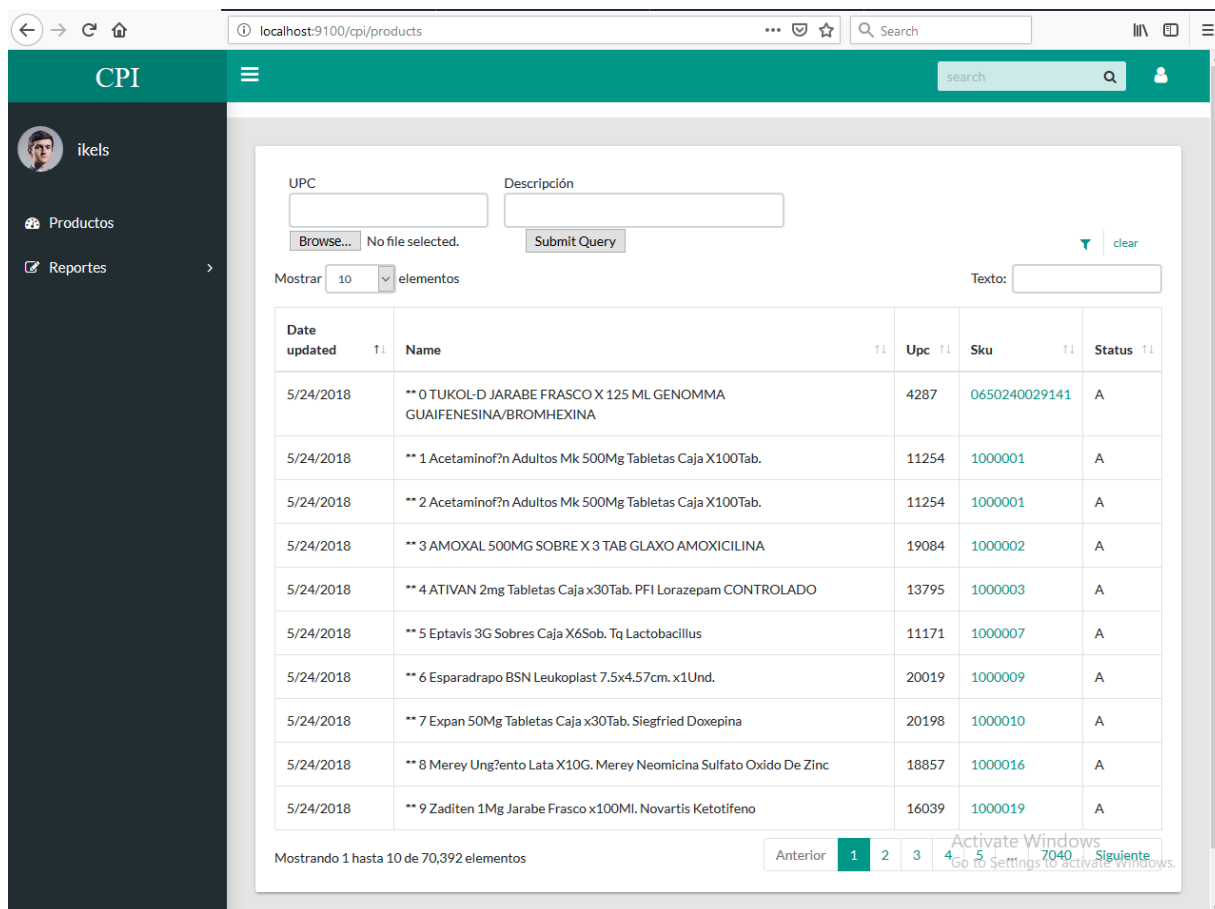 localhost:9100/cpi/products
Search
CPI
search
ikels
Productos
Reportes
UPC
Descripción
Browse... No file selected.
Submit Query
clear
Mostrar 10 elementos
Texto:
Date updated
Name
Upc
Sku
Status
5/24/2018 ** 0 TUKOL-D JARABE FRASCO X 125 ML GENOMMA 4287 0650240029141 A
GUAIFENESINA/BROMHEXINA
5/24/2018 ** 1 Acetaminof?n Adultos Mk 500Mg Tabletas Caja X100Tab. 11254 1000001 A
5/24/2018 ** 2 Acetaminof?n Adultos Mk 500Mg Tabletas Caja X100Tab. 11254 1000001 A
5/24/2018 ** 3 AMOXAL 500MG SOBRE X 3 TAB GLAXO AMOXICILINA 19084 1000002 A
5/24/2018 ** 4 ATIVAN 2mg Tabletas Caja x30Tab. PFI Lorazepam CONTROLADO 13795 1000003 A
5/24/2018 ** 5 Eptavis 3G Sobres Caja X6Sob. Tq Lactobacillus 11171 1000007 A
5/24/2018 ** 6 Esparadrapo BSN Leukoplast 7.5x4.57cm. x1Und. 20019 1000009 A
5/24/2018 ** 7 Expan 50Mg Tabletas Caja x30Tab. Siegfried Doxepina 20198 1000010 A
5/24/2018 ** 8 Merey Ung?ento Lata X10G. Merey Neomicina Sulfato Oxido De Zinc 18857 1000016 A
5/24/2018 ** 9 Zaditen 1Mg Jarabe Frasco x100Ml. Novartis Ketotifeno 16039 1000019 A
Mostrando 1 hasta 10 de 70,392 elementos
Anterior 1 2 3 4 5 ... 7040 Siguiente
Activate Windows
Go to Settings to activate Windows.